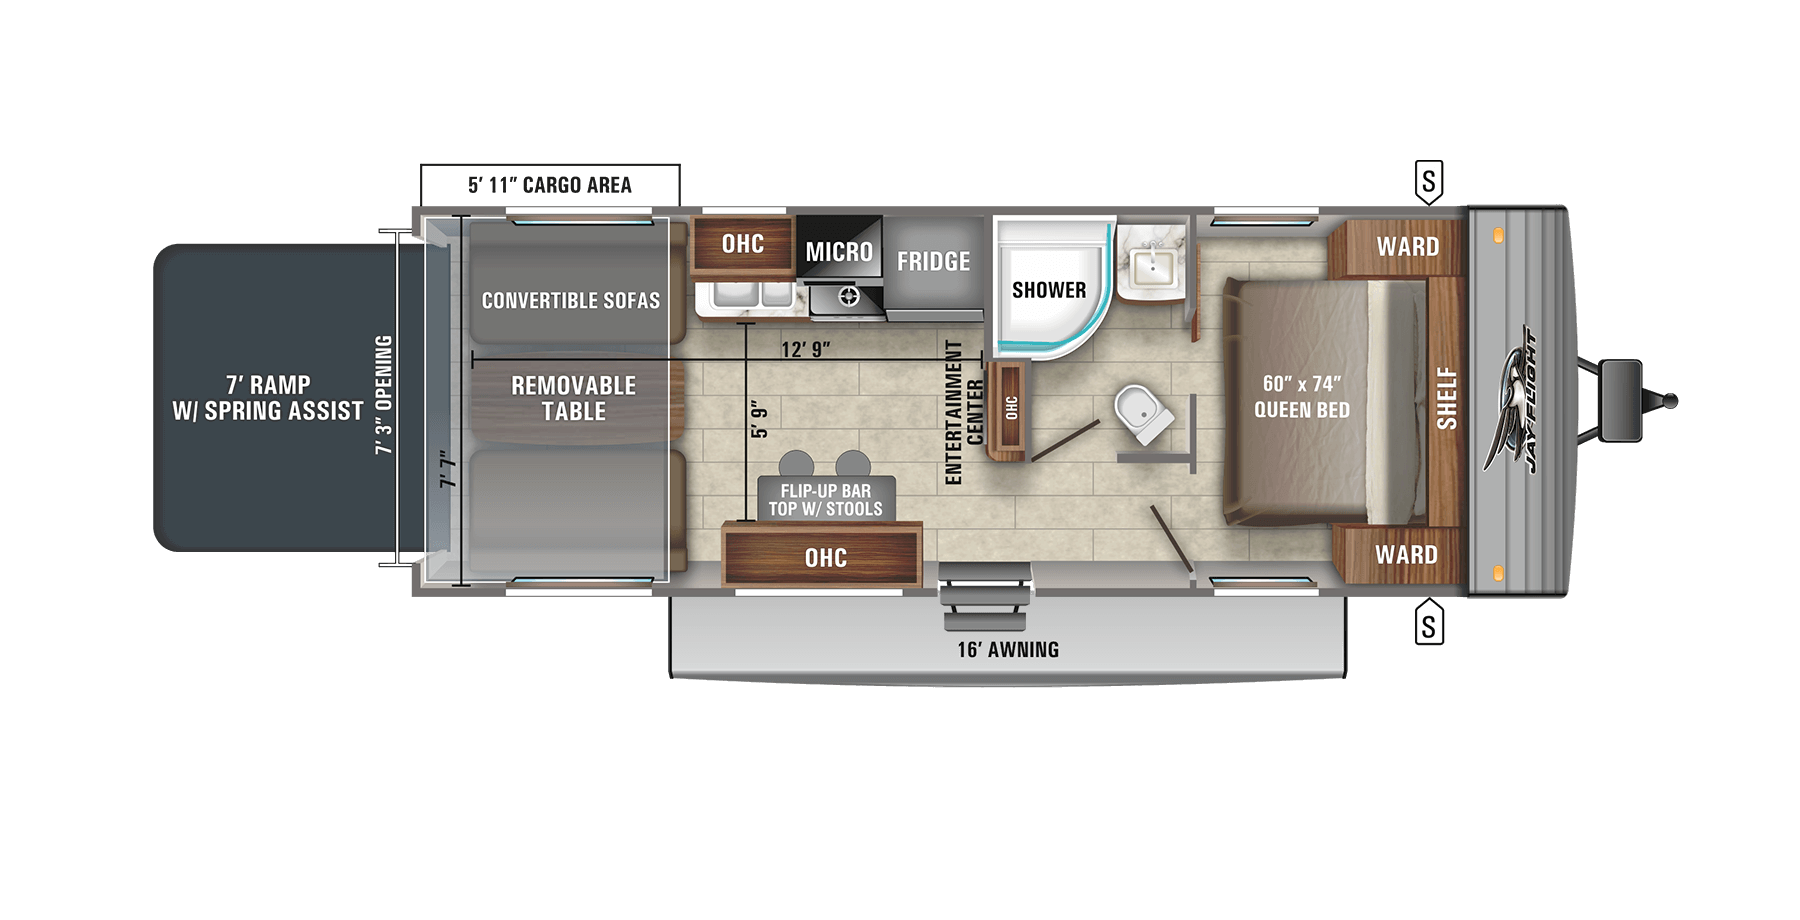 5' 11" CARGO AREA
S
OHC
MICRO
FRIDGE
SHOWER
WARD
CONVERTIBLE SOFAS
7' RAMP
W/ SPRING ASSIST
7' 3" OPENING
7' 7"
REMOVABLE
TABLE
12' 9"
5' 9"
ENTERTAINMENT
CENTER
OHC
60" x 74"
QUEEN BED
SHELF
JAY FLIGHT
FLIP-UP BAR
TOP W/ STOOLS
OHC
WARD
S
16' AWNING